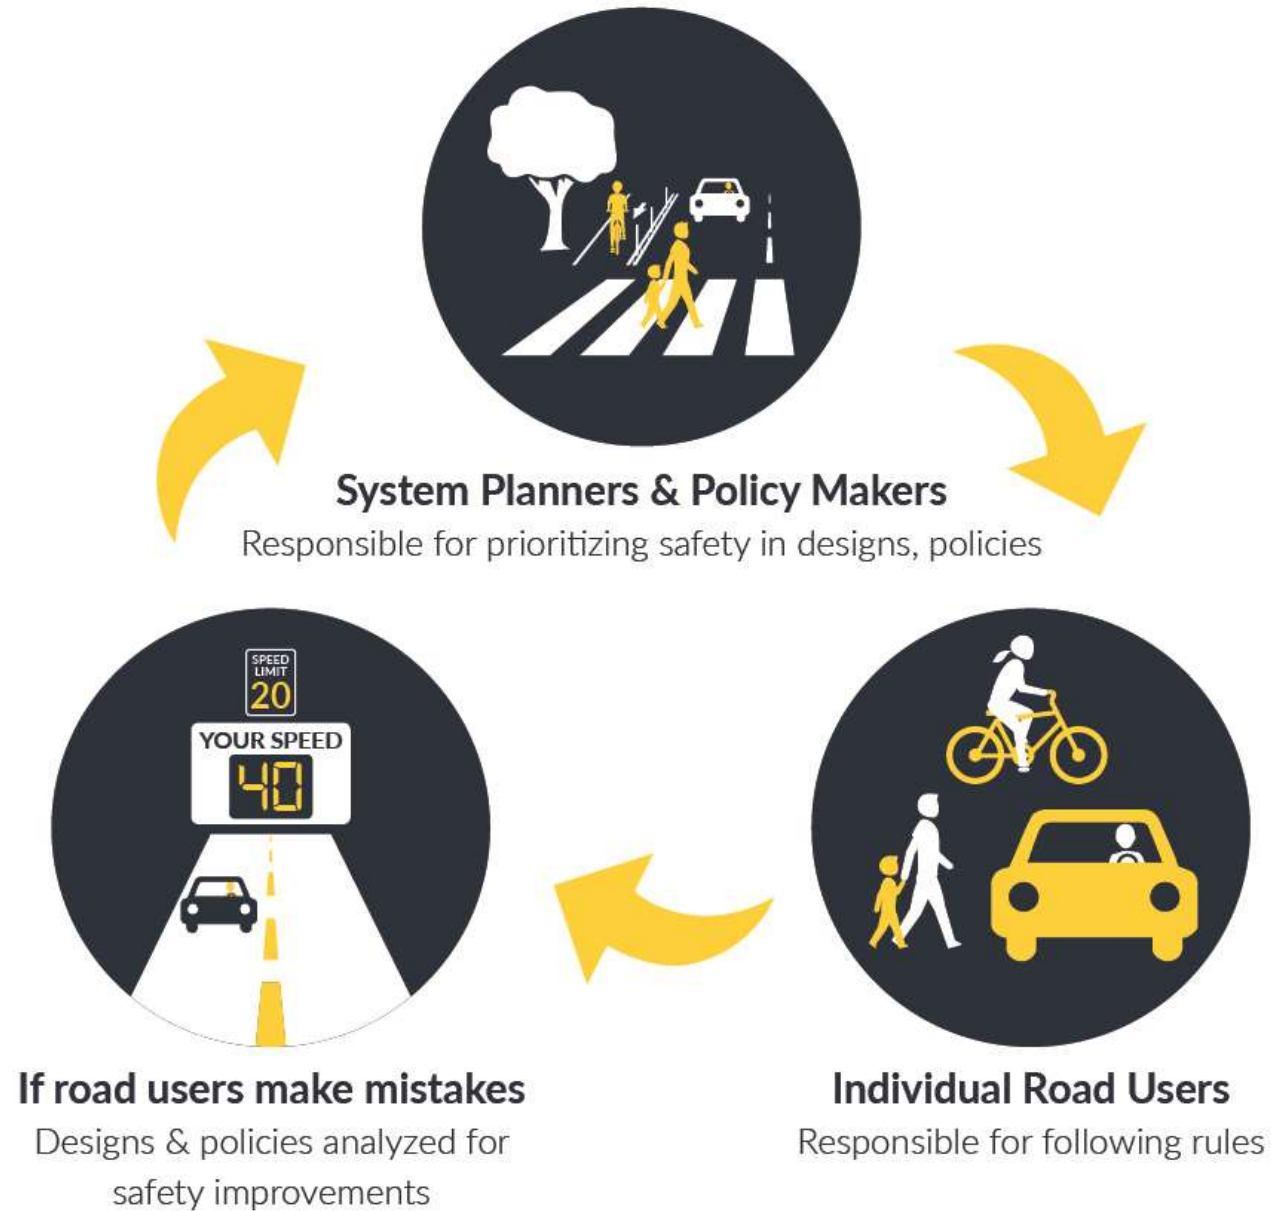 System Planners & Policy Makers
Responsible for prioritizing safety in designs, policies
SPEED
LIMIT
20
YOUR SPEED
40
If road users make mistakes
Designs & policies analyzed for
safety improvements
Individual Road Users
Responsible for following rules